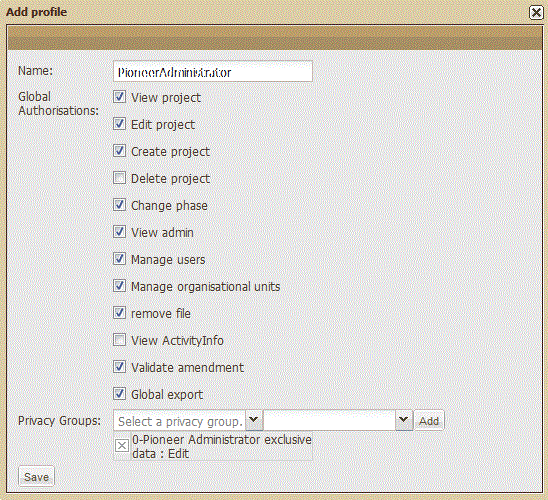 Add profile
Name: PioneerAdministrator
Global Authorisations: View project
Edit project
Create project
Delete project
Change phase
View admin
Manage users
Manage organisational units
remove file
View ActivityInfo
Validate amendment
Global export
Privacy Groups: Select a privacy group. Add
0-Pioneer Administrator exclusive
data : Edit
Save